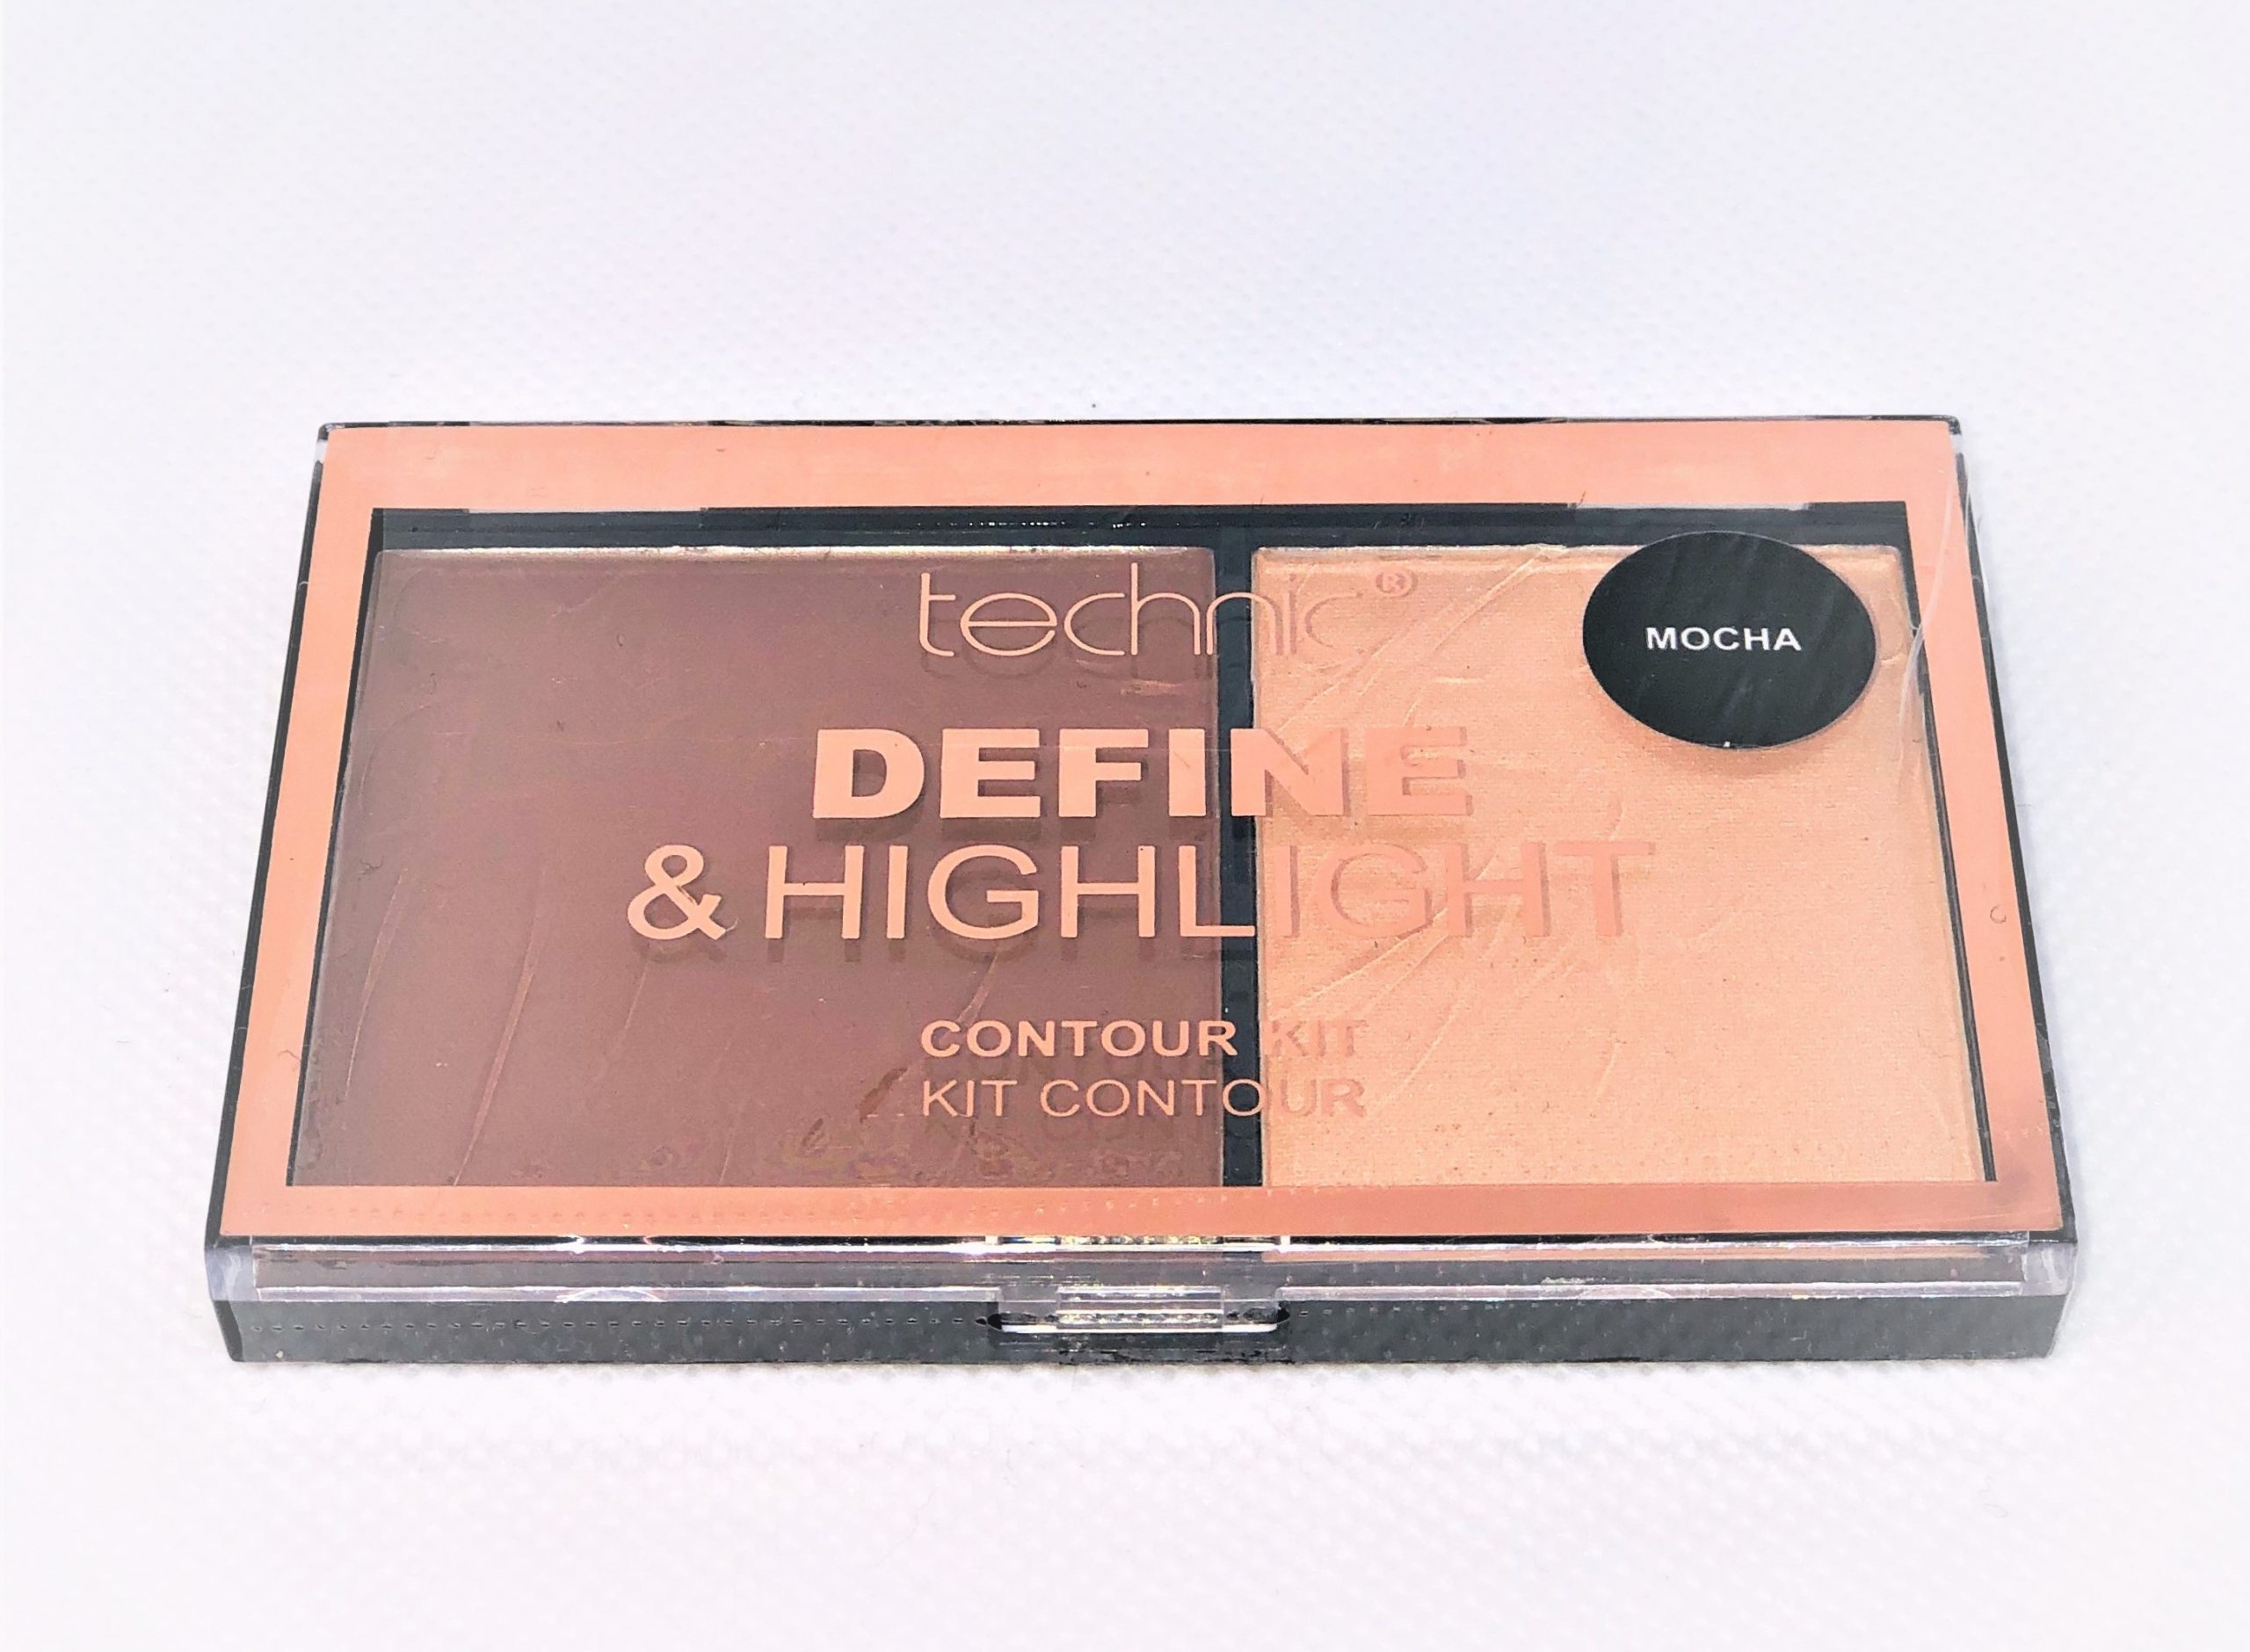 technic®
MOCHA
DEFINE
& HIGHLIGHT
CONTOUR KIT
KIT CONTOUR